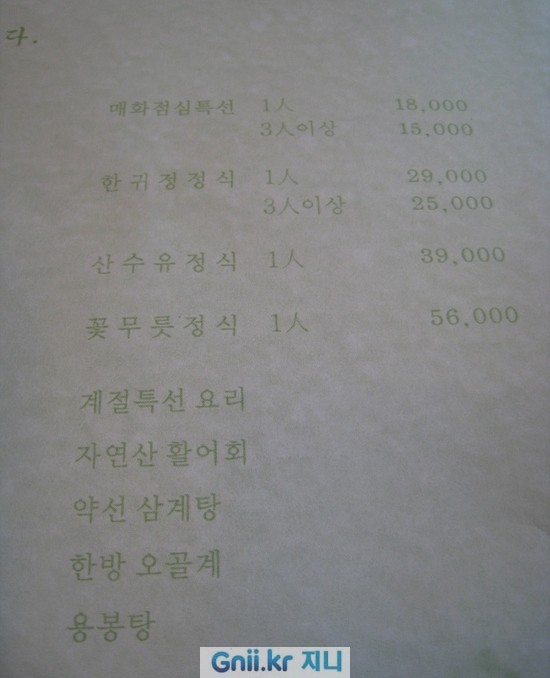 다.
매화점심특선 1人 18,000
3人이상 15,000
한귀정정식 1人 29,000
3人이상 25,000
산수유정식 1人 39,000
꽃무릇정식 1人 56,000
계절특선 요리
자연산 활어회
약선 삼계탕
한방 오골계
용봉탕
Gnii.kr 지니